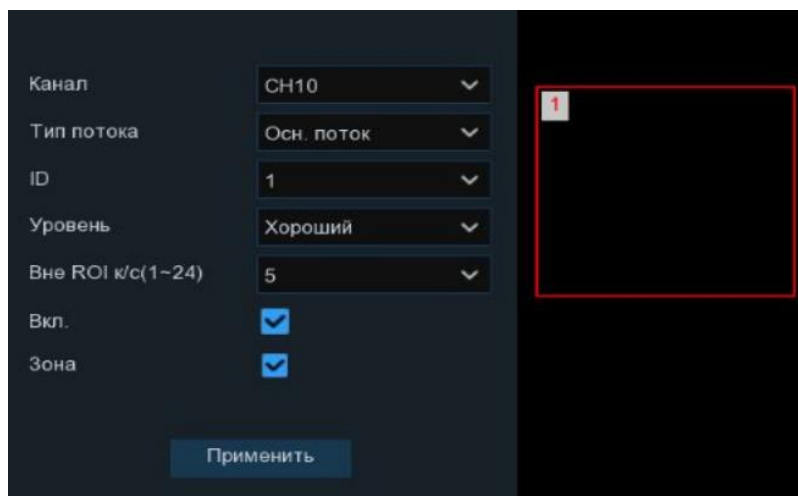 Канал CH10
Тип потока Осн. поток
ID 1
Уровень Хороший
Вне ROI к/с(1~24) 5
Вкл.
Зона
Применить
1